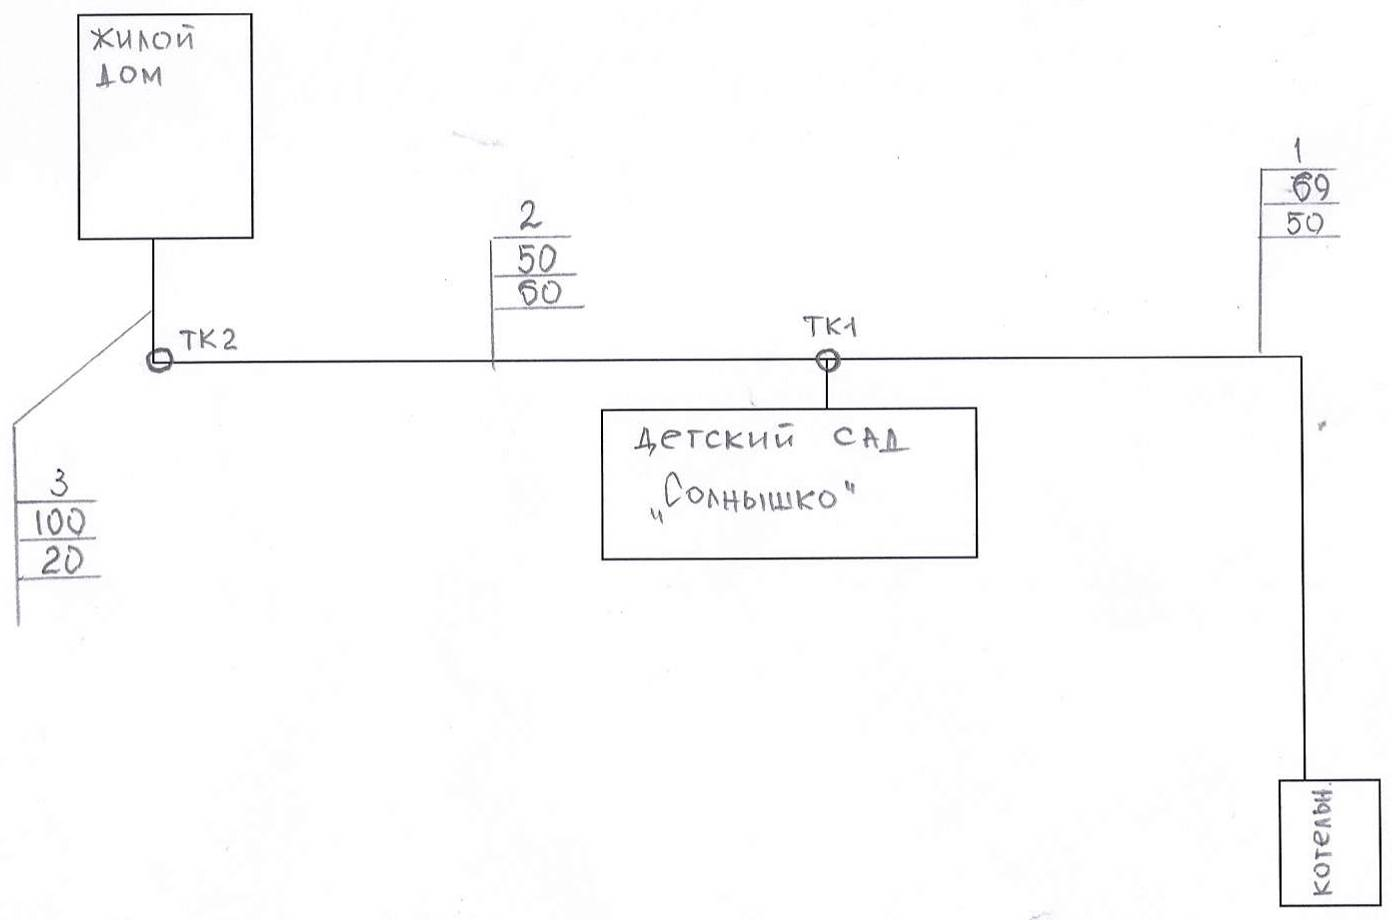 жилой
дом
1
69
50
2
50
50
ТК2
ТК1
Детский сад
„Солнышко"
3
100
20
котельн.